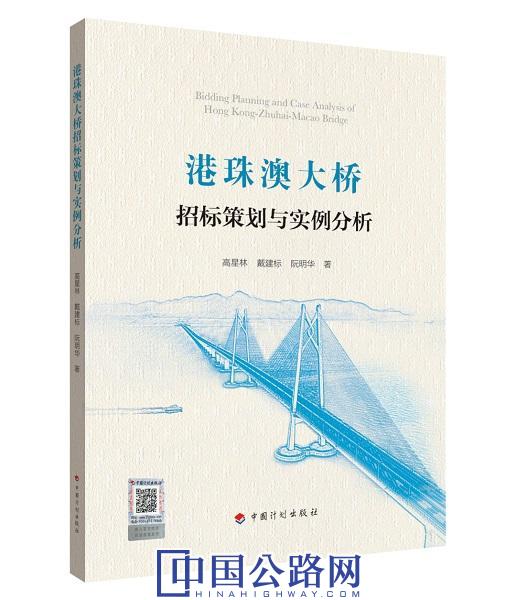 港珠澳大桥招标策划与实例分析
高星林 戴建标 阮明华 著
Bidding Planning and Case Analysis of
Hong Kong-Zhuhai-Macao Bridge
港珠澳大桥
招标策划与实例分析
高星林 戴建标 阮明华 著
中国计划出版社
中国公路网
CHINAHIGHWAY.COM